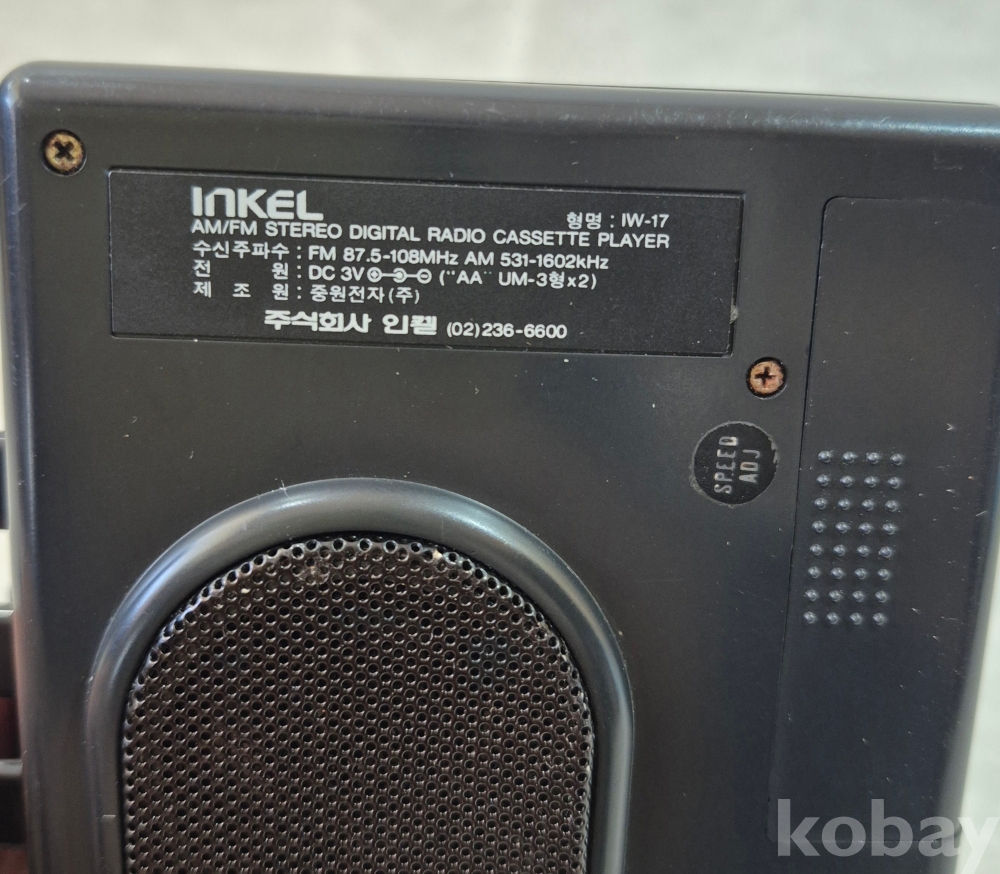 INKEL
형명 : IW-17
AM/FM STEREO DIGITAL RADIO CASSETTE PLAYER
수신주파수 : FM 87.5-108MHz AM 531-1602kHz
전 원 : DC 3V ("AA" UM-3형x2)
제 조 원 : 중원전자(주)
주식회사 인켈 (02)236-6600
SPEED
ADJ
kobay